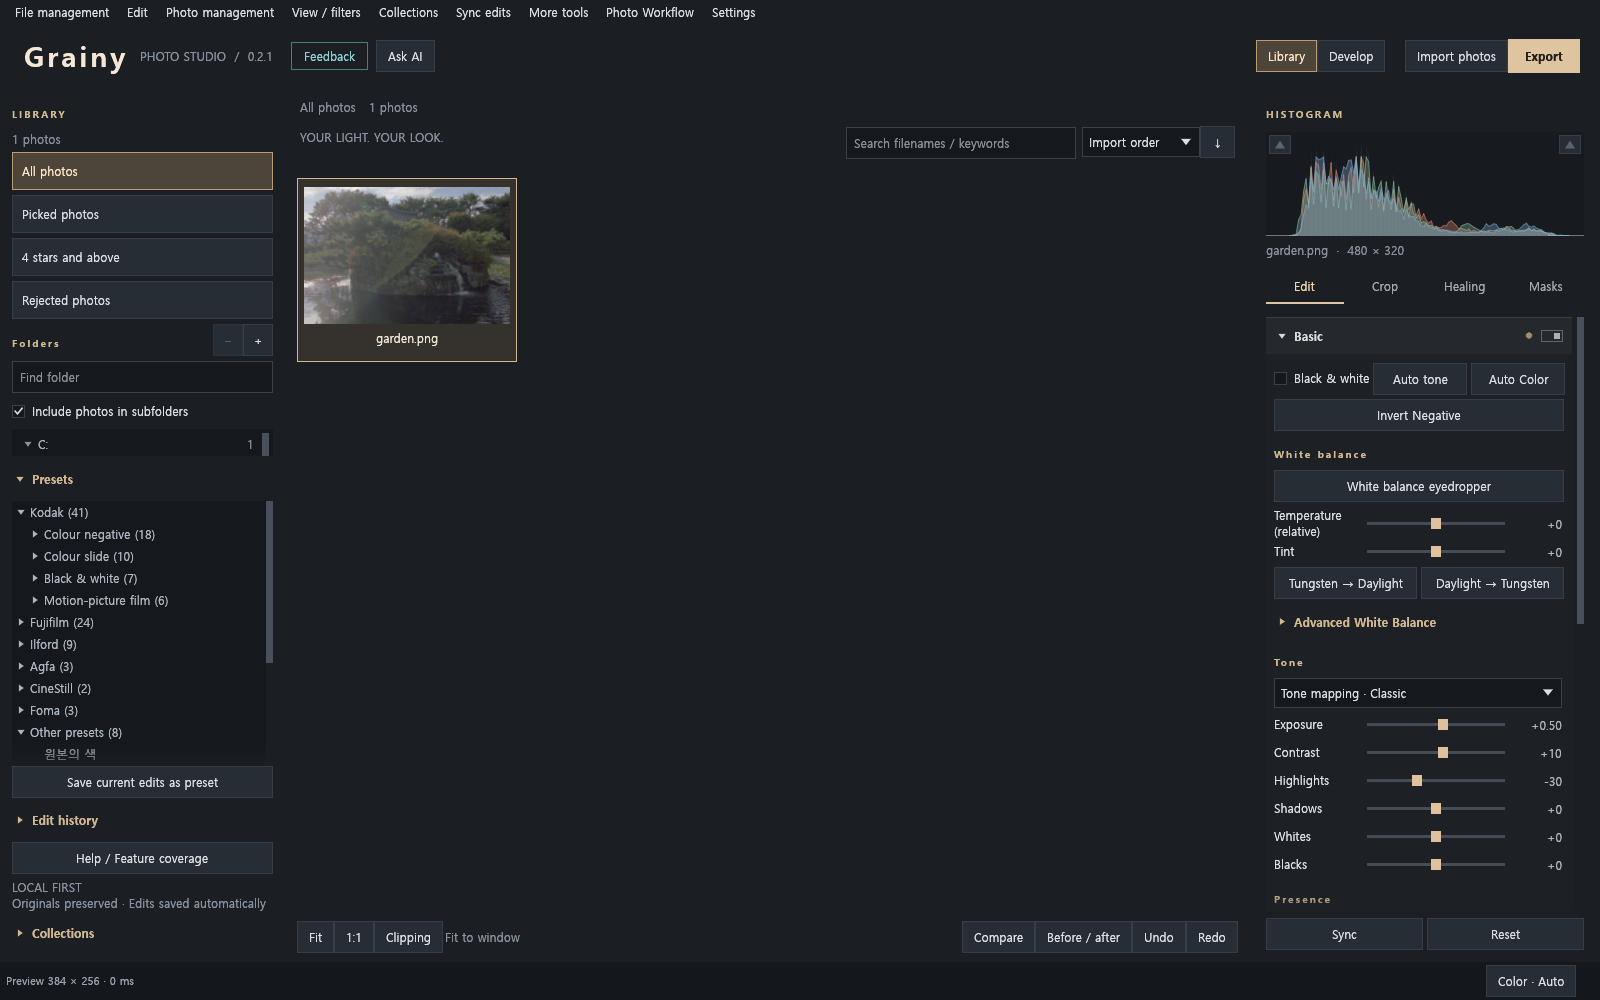 File management Edit Photo management View / filters Collections Sync edits More tools Photo Workflow Settings
Grainy PHOTO STUDIO / 0.2.1 Feedback Ask AI Library Develop Import photos Export
LIBRARY
1 photos
All photos
Picked photos
4 stars and above
Rejected photos
Folders − +
Find folder
Include photos in subfolders
C: 1
Presets
Kodak (41)
Colour negative (18)
Colour slide (10)
Black & white (7)
Motion-picture film (6)
Fujifilm (24)
Ilford (9)
Agfa (3)
CineStill (2)
Foma (3)
Other presets (8)
원본의 색
Save current edits as preset
Edit history
Help / Feature coverage
LOCAL FIRST
Originals preserved · Edits saved automatically
Collections
All photos 1 photos
YOUR LIGHT. YOUR LOOK.
Search filenames / keywords Import order ↓
garden.png
Fit 1:1 Clipping Fit to window Compare Before / after Undo Redo
HISTOGRAM
garden.png · 480 × 320
Edit Crop Healing Masks
Basic
Black & white Auto tone Auto Color
Invert Negative
White balance
White balance eyedropper
Temperature
(relative) +0
Tint +0
Tungsten → Daylight Daylight → Tungsten
Advanced White Balance
Tone
Tone mapping · Classic
Exposure +0.50
Contrast +10
Highlights -30
Shadows +0
Whites +0
Blacks +0
Presence
Sync Reset
Preview 384 × 256 · 0 ms Color · Auto